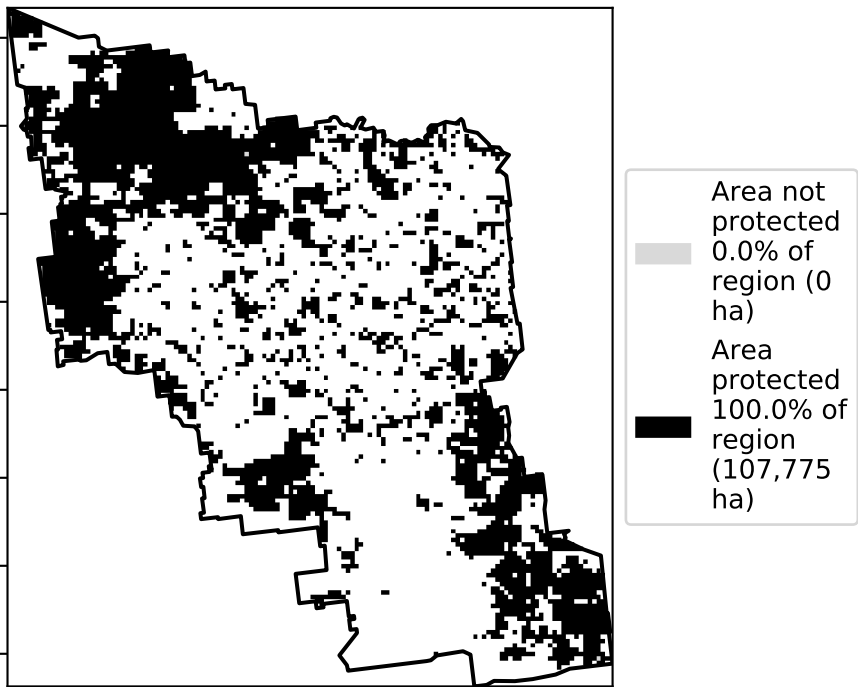 Area not
protected
0.0% of
region (0
ha)
Area
protected
100.0% of
region
(107,775
ha)